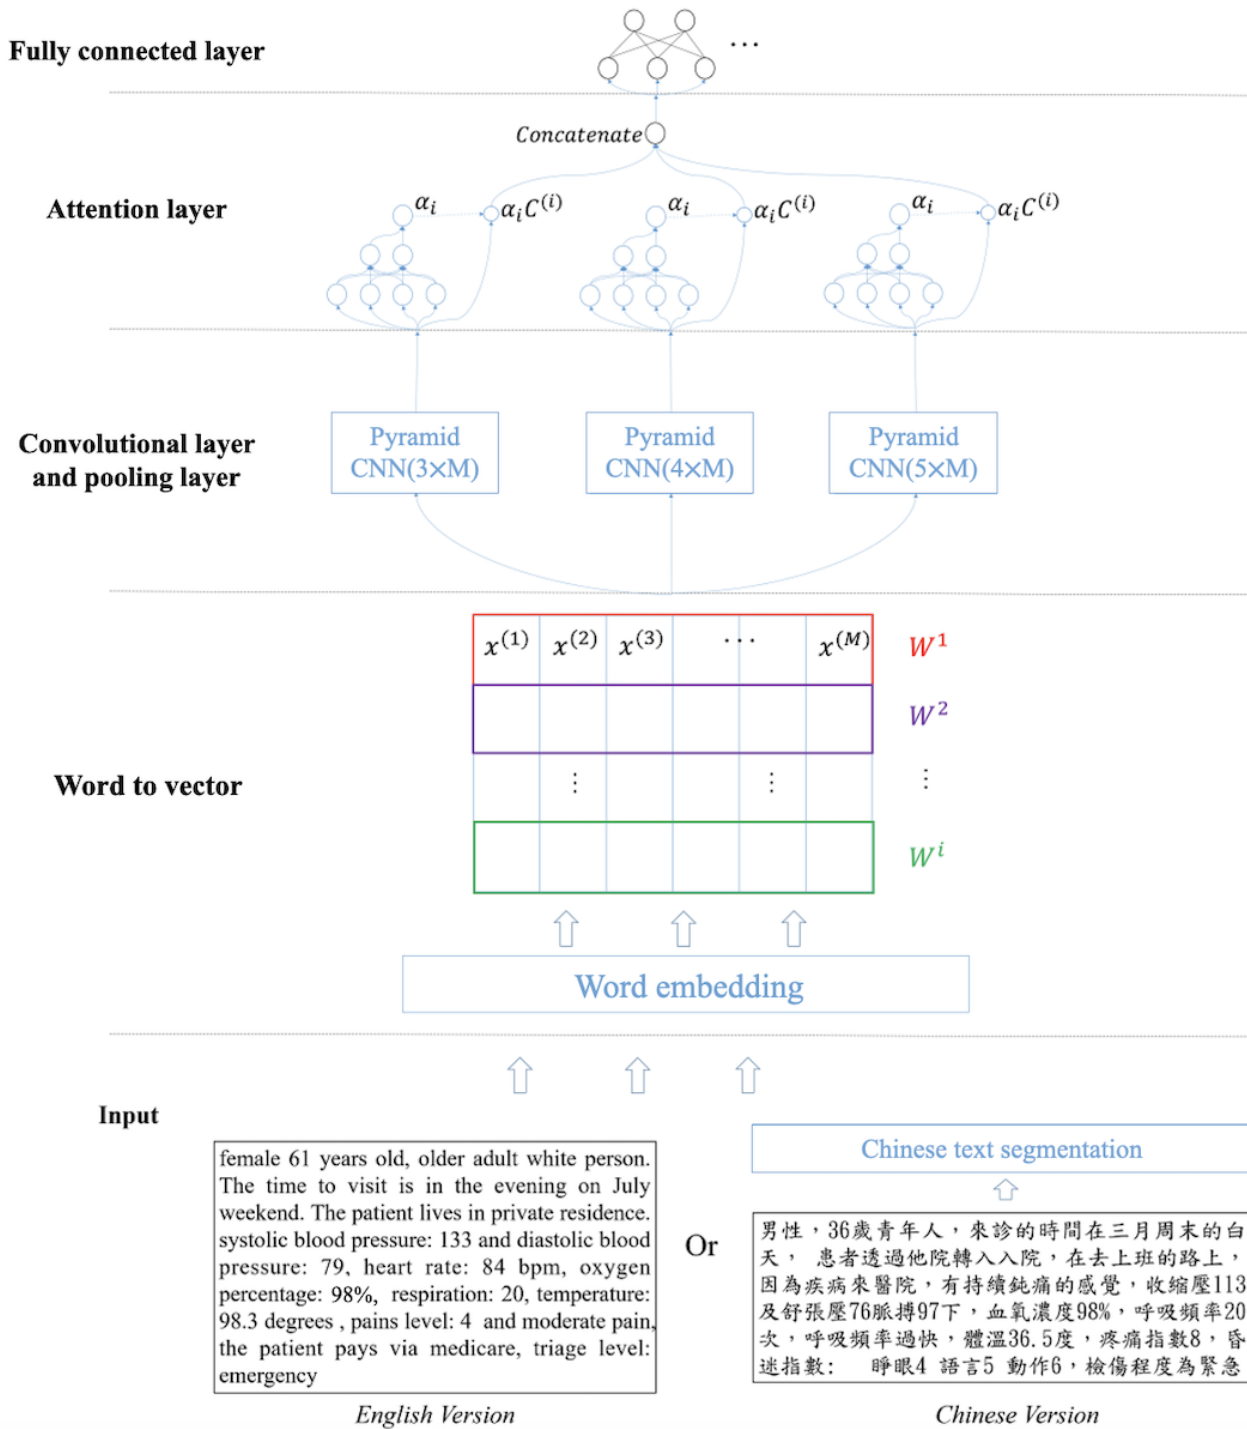 Fully connected layer
...
Concatenate
Attention layer
αᵢ αᵢC⁽ⁱ⁾ αᵢ αᵢC⁽ⁱ⁾ αᵢ αᵢC⁽ⁱ⁾
Convolutional layer
and pooling layer
Pyramid
CNN(3×M)
Pyramid
CNN(4×M)
Pyramid
CNN(5×M)
x⁽¹⁾ x⁽²⁾ x⁽³⁾ ··· x⁽ᴹ⁾ W¹
W²
⋮ ⋮ ⋮
Word to vector
Wⁱ
Word embedding
Input
female 61 years old, older adult white person.
The time to visit is in the evening on July
weekend. The patient lives in private residence.
systolic blood pressure: 133 and diastolic blood
pressure: 79, heart rate: 84 bpm, oxygen
percentage: 98%, respiration: 20, temperature:
98.3 degrees , pains level: 4 and moderate pain,
the patient pays via medicare, triage level:
emergency
English Version
Or
Chinese text segmentation
男性，36歲青年人，來診的時間在三月周末的白
天， 患者透過他院轉入入院，在去上班的路上，
因為疾病來醫院，有持續鈍痛的感覺，收缩壓113
及舒張壓76脈搏97下，血氧濃度98%，呼吸頻率20
次，呼吸頻率過快，體溫36.5度，疼痛指數8，昏
迷指數: 睜眼4 語言5 動作6，檢傷程度為緊急
Chinese Version